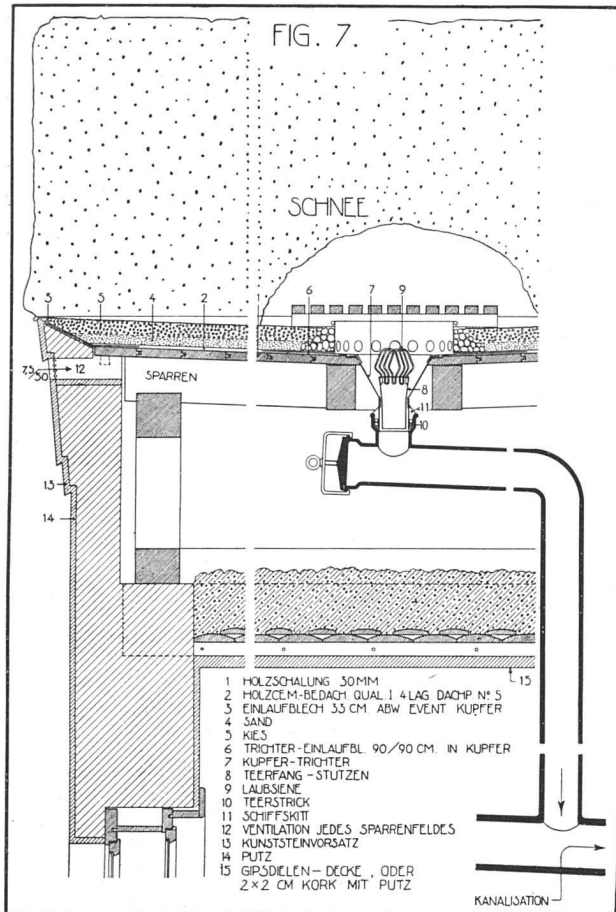 FIG. 7.
SCHNEE
3 5 4 2 6 7 9
7,5/50 12
SPARREN
8
11
10
13
14
15
1 HOLZSCHALUNG 30 MM
2 HOLZCEM-BEDACH QUAL. I 4 LAG DACHP. Nº 5
3 EINLAUFBLECH 33 CM ABW EVENT KUPFER
4 SAND
5 KIES
6 TRICHTER-EINLAUFBL. 90/90 CM. IN KUPFER
7 KUPFER-TRICHTER
8 TEERFANG-STUTZEN
9 LAUBSIENE
10 TEERSTRICK
11 SCHIFFSKITT
12 VENTILATION JEDES SPARRENFELDES
13 KUNSTSTEINVORSATZ
14 PUTZ
15 GIPSDIELEN-DECKE, ODER
2×2 CM KORK MIT PUTZ
KANALISATION